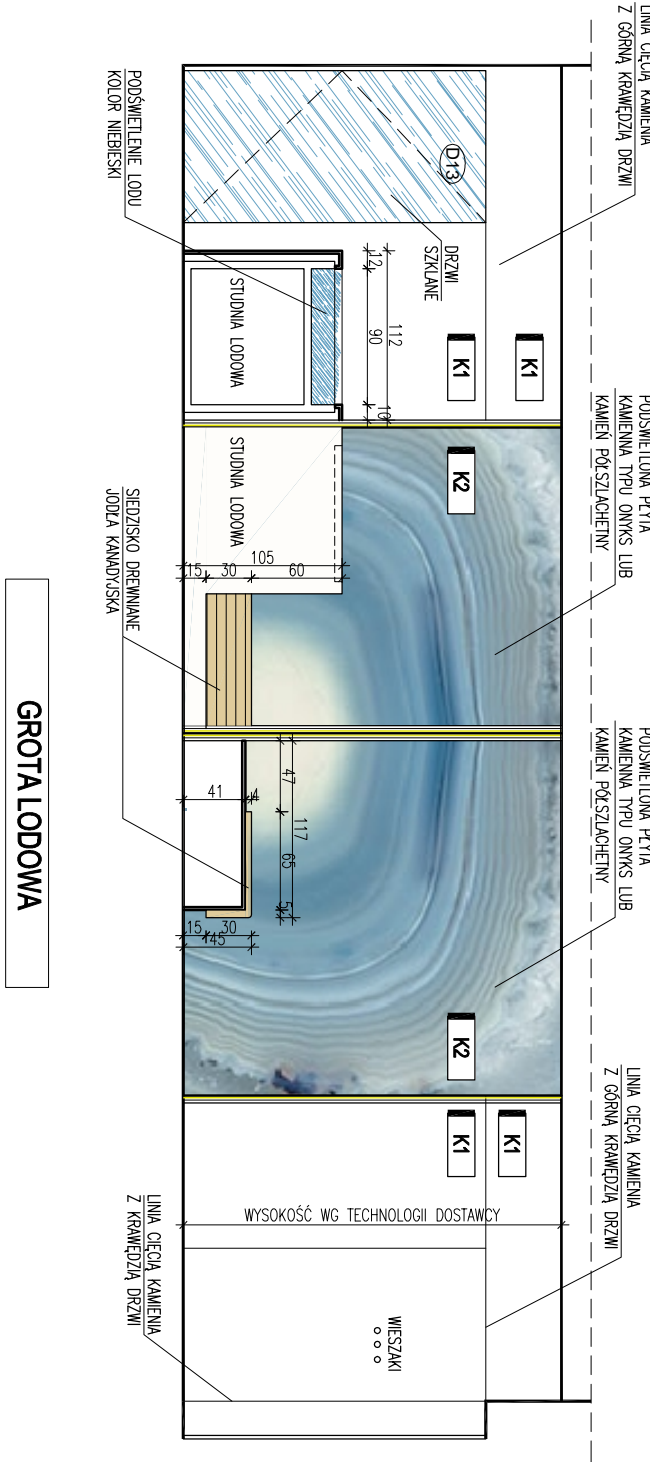 LINIA CIĘCIA KAMIENIA
Z GÓRNĄ KRAWĘDZIĄ DRZWI
PODŚWIETLONA PŁYTA
KAMIENNA TYPU ONYKS LUB
KAMIEŃ PÓŁSZLACHETNY
PODŚWIETLONA PŁYTA
KAMIENNA TYPU ONYKS LUB
KAMIEŃ PÓŁSZLACHETNY
LINIA CIĘCIA KAMIENIA
Z GÓRNĄ KRAWĘDZIĄ DRZWI
D13
DRZWI
SZKLANE
K1
K1
K2
K2
K1
K1
112
12
90
10
STUDNIA LODOWA
STUDNIA LODOWA
105
15
30
60
47
117
65
5
41
4
15
30
45
WYSOKOŚĆ WG TECHNOLOGII DOSTAWCY
WIESZAKI
PODŚWIETLENIE LODU
KOLOR NIEBIESKI
SIEDZISKO DREWNIANE
JODŁA KANADYJSKA
LINIA CIĘCIA KAMIENIA
Z KRAWĘDZIĄ DRZWI
GROTA LODOWA